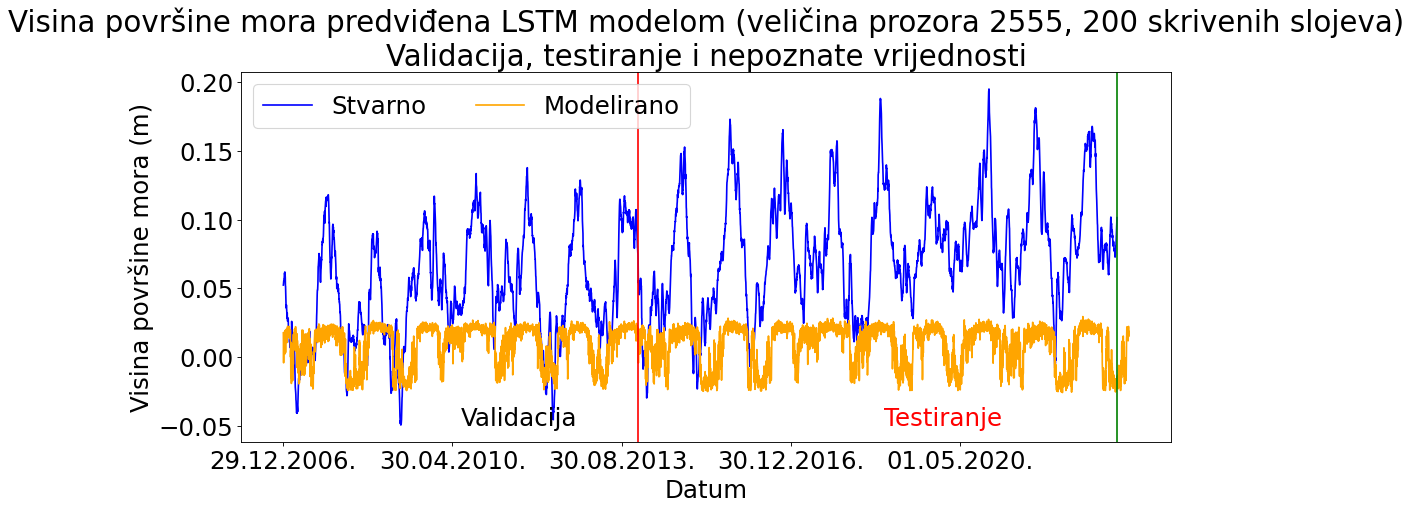 Visina površine mora predviđena LSTM modelom (veličina prozora 2555, 200 skrivenih slojeva)
Validacija, testiranje i nepoznate vrijednosti
Stvarno
Modelirano
Visina površine mora (m)
0.20
0.15
0.10
0.05
0.00
−0.05
Validacija
Testiranje
29.12.2006.
30.04.2010.
30.08.2013.
30.12.2016.
01.05.2020.
Datum